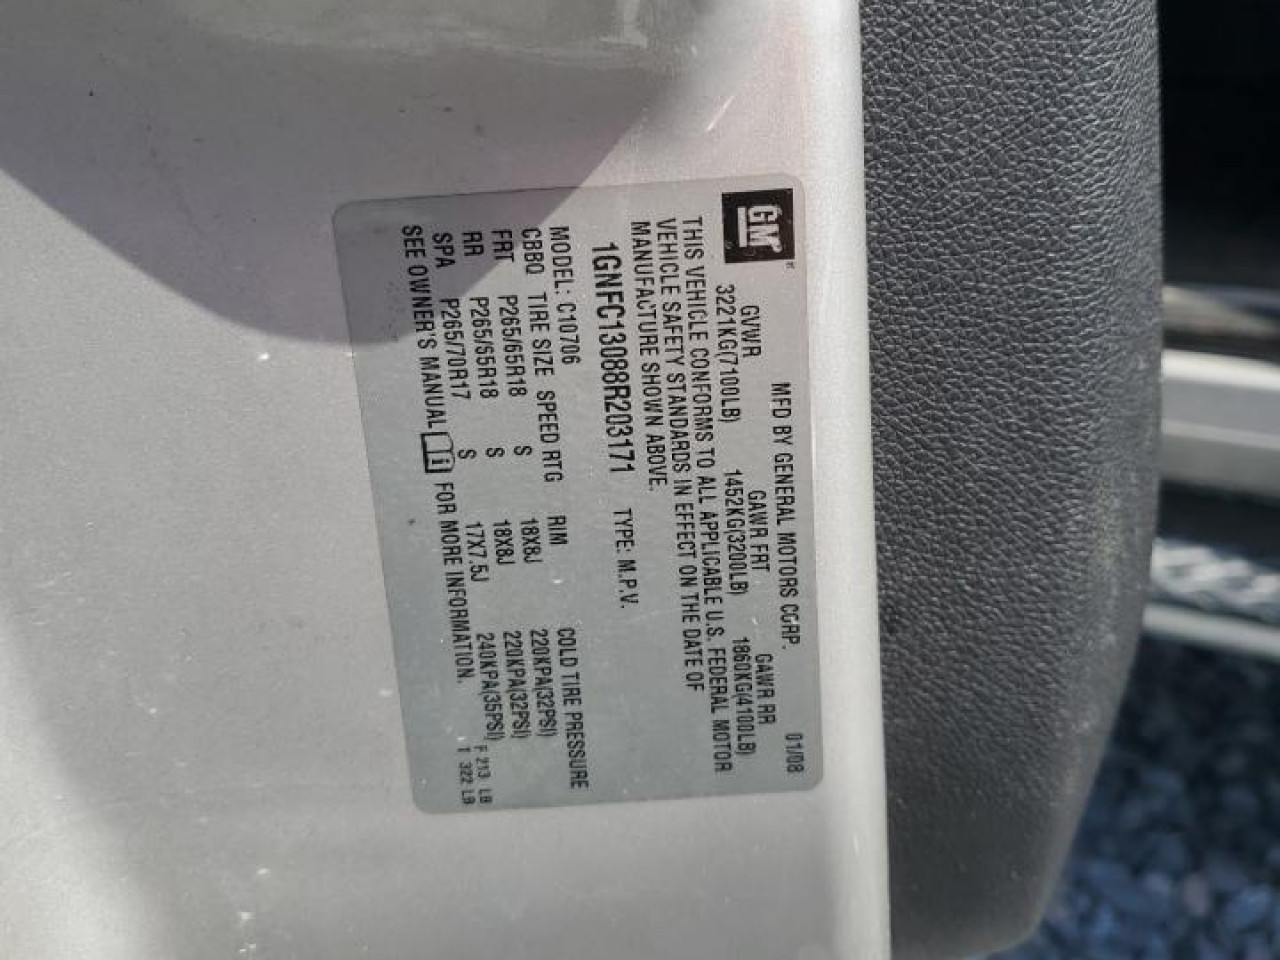 GM
MFD BY GENERAL MOTORS CORP. 01/08
GVWR GAWR FRT GAWR RR
3221KG(7100LB) 1452KG(3200LB) 1860KG(4100LB)
THIS VEHICLE CONFORMS TO ALL APPLICABLE U.S. FEDERAL MOTOR
VEHICLE SAFETY STANDARDS IN EFFECT ON THE DATE OF
MANUFACTURE SHOWN ABOVE.
1GNFC13088R203171 TYPE: M.P.V.
MODEL: C10706
CBBQ TIRE SIZE SPEED RTG RIM COLD TIRE PRESSURE
FRT P265/65R18 S 18X8J 220KPA(32PSI)
RR P265/65R18 S 18X8J 220KPA(32PSI)
SPA P265/70R17 S 17X7.5J 240KPA(35PSI)
SEE OWNER'S MANUAL FOR MORE INFORMATION.
F 213 LB
T 322 LB